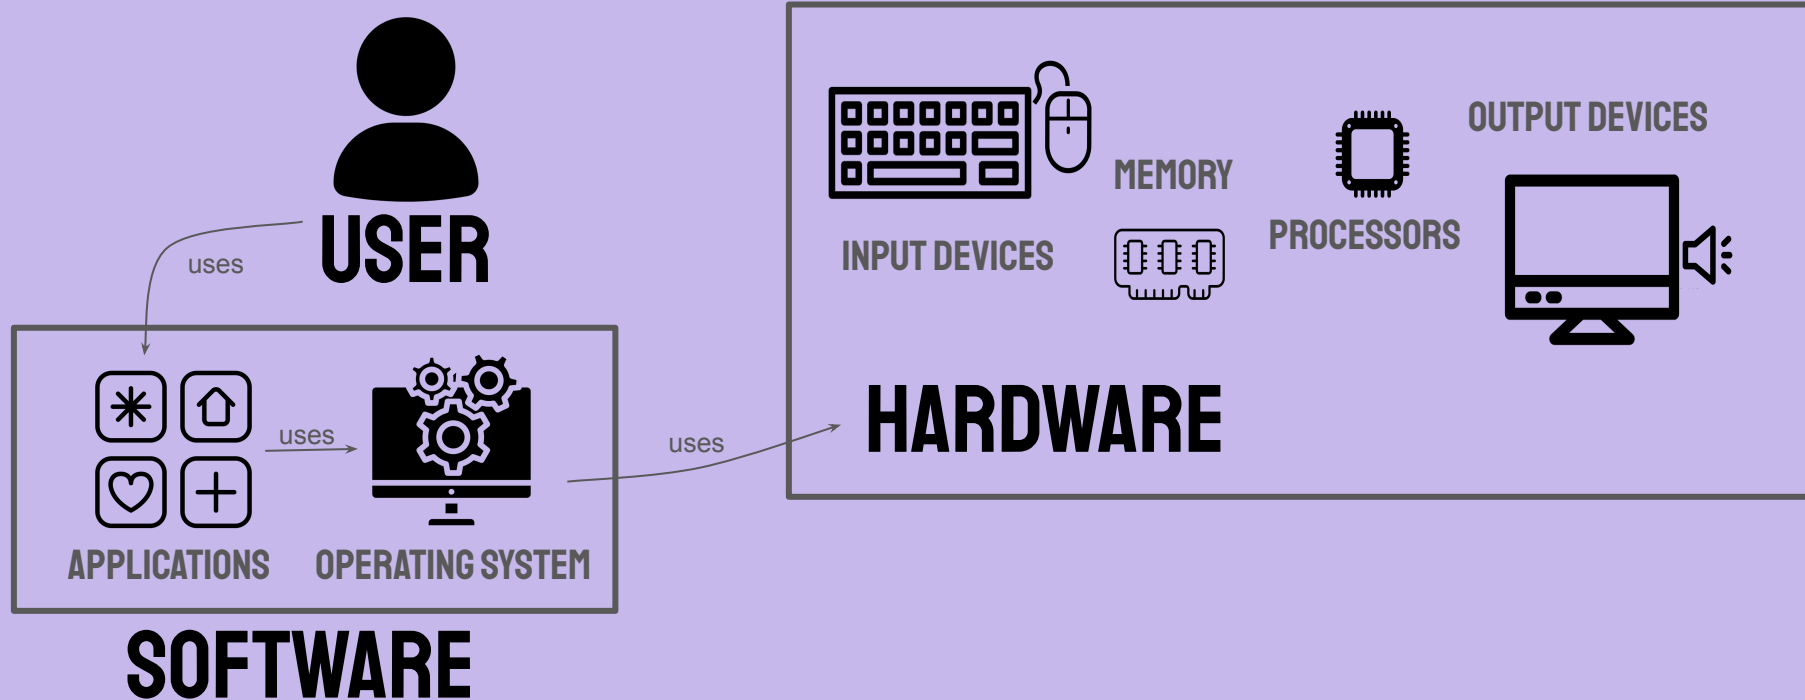 USER
uses
uses
APPLICATIONS
OPERATING SYSTEM
SOFTWARE
uses
INPUT DEVICES
MEMORY
PROCESSORS
OUTPUT DEVICES
HARDWARE